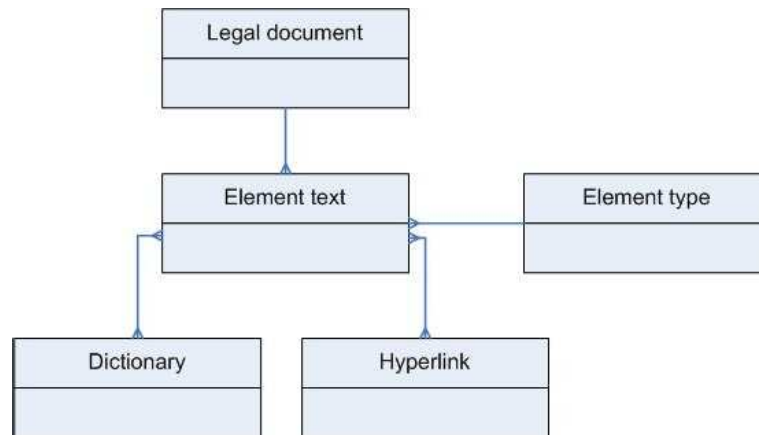 Legal document
Element text
Element type
Dictionary
Hyperlink